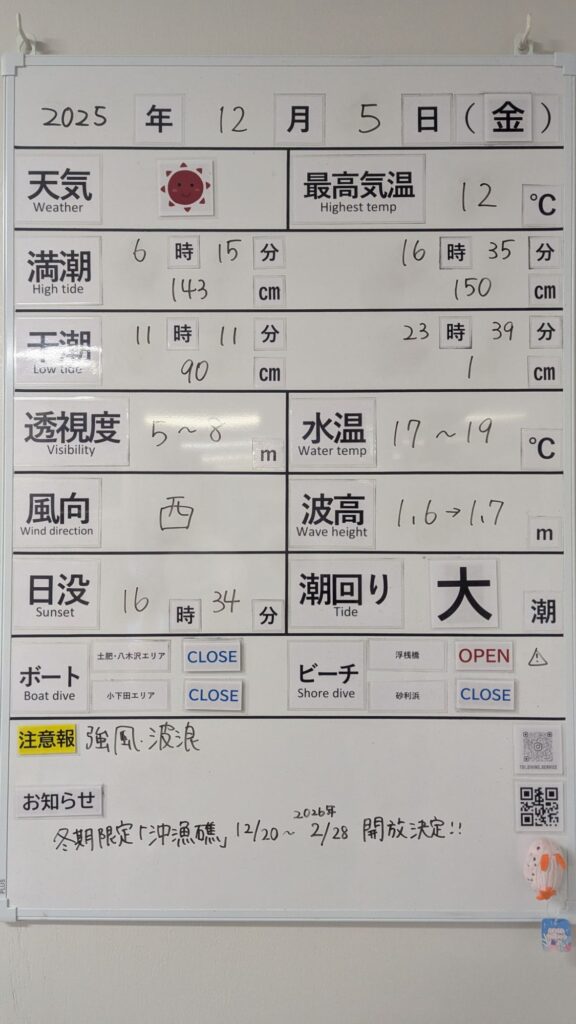 2025 年 12 月 5 日 (金)
天気 Weather
最高気温 Highest temp 12 ℃
満潮 High tide 6 時 15 分 143 cm
16 時 35 分 150 cm
干潮 Low tide 11 時 11 分 90 cm
23 時 39 分 1 cm
透視度 Visibility 5～8 m
水温 Water temp 17～19 ℃
風向 Wind direction 西
波高 Wave height 1.6→1.7 m
日没 Sunset 16 時 34 分
潮回り Tide 大 潮
ボート Boat dive
土肥・八木沢エリア CLOSE
小下田エリア CLOSE
ビーチ Shore dive
浮桟橋 OPEN
砂利浜 CLOSE
注意報 強風・波浪
お知らせ
冬期限定「沖漁礁」12/20～2026年2/28 開放決定!!
PLUS